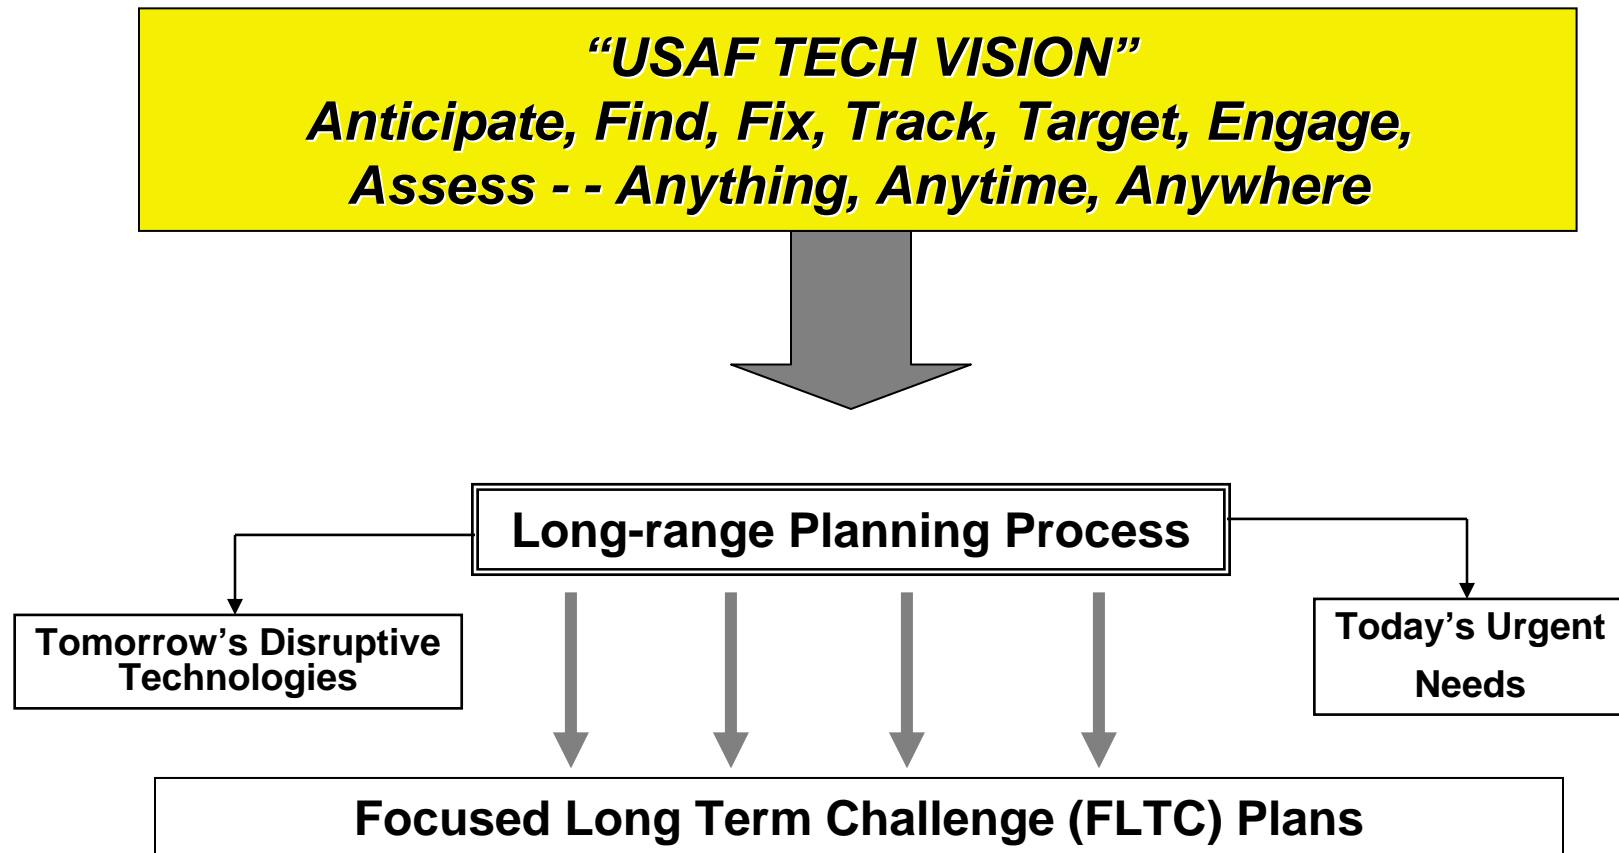 “USAF TECH VISION”
Anticipate, Find, Fix, Track, Target, Engage,
Assess - - Anything, Anytime, Anywhere
Long-range Planning Process
Tomorrow’s Disruptive
Technologies
Today’s Urgent
Needs
Focused Long Term Challenge (FLTC) Plans